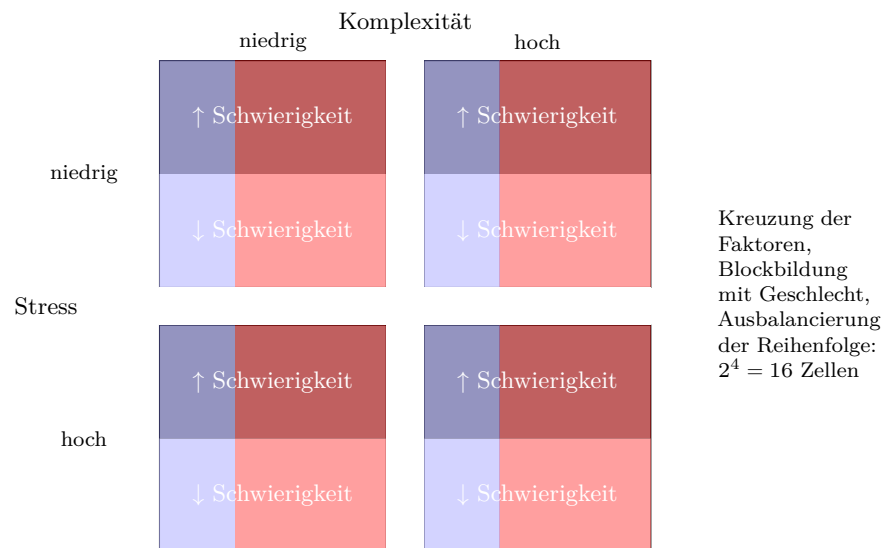 Komplexität
niedrig
hoch
niedrig
↑ Schwierigkeit
↑ Schwierigkeit
↓ Schwierigkeit
↓ Schwierigkeit
Stress
hoch
↑ Schwierigkeit
↑ Schwierigkeit
↓ Schwierigkeit
↓ Schwierigkeit
Kreuzung der
Faktoren,
Blockbildung
mit Geschlecht,
Ausbalancierung
der Reihenfolge:
2⁴ = 16 Zellen